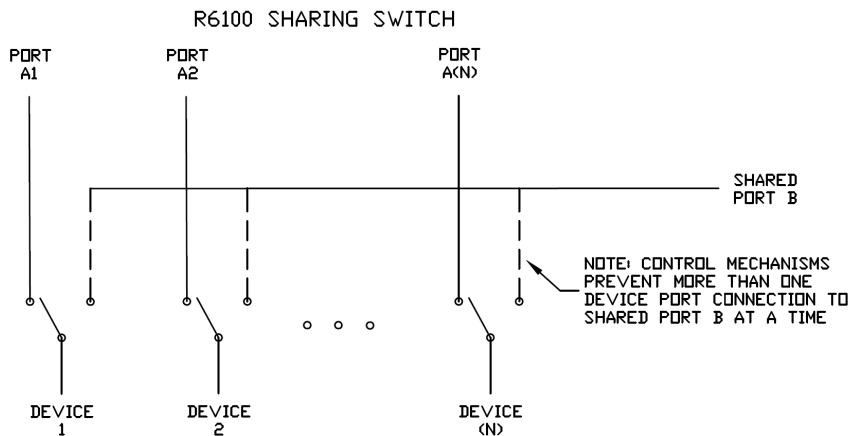 R6100 SHARING SWITCH
PORT
A1
PORT
A2
PORT
A(N)
SHARED
PORT B
NOTE: CONTROL MECHANISMS
PREVENT MORE THAN ONE
DEVICE PORT CONNECTION TO
SHARED PORT B AT A TIME
DEVICE
1
DEVICE
2
DEVICE
(N)